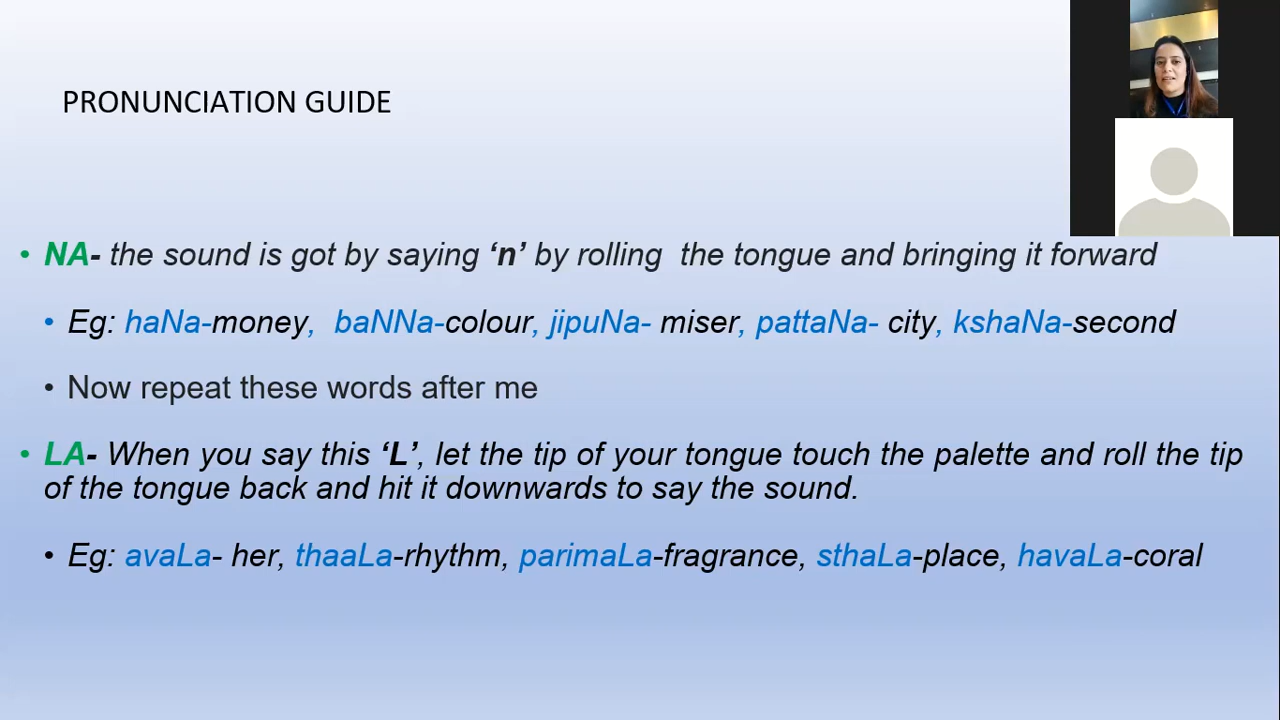 PRONUNCIATION GUIDE
• NA- the sound is got by saying ‘n’ by rolling the tongue and bringing it forward
• Eg: haNa-money, baNNa-colour, jipuNa- miser, pattaNa- city, kshaNa-second
• Now repeat these words after me
• LA- When you say this ‘L’, let the tip of your tongue touch the palette and roll the tip
of the tongue back and hit it downwards to say the sound.
• Eg: avaLa- her, thaaLa-rhythm, parimaLa-fragrance, sthaLa-place, havaLa-coral